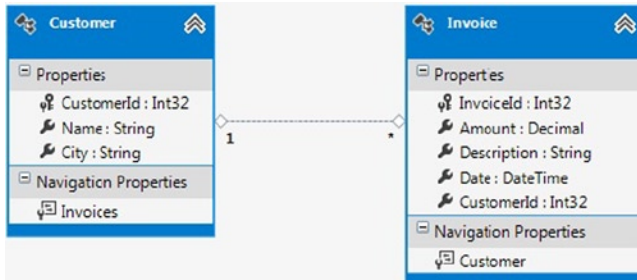 Customer
Properties
CustomerId : Int32
Name : String
City : String
Navigation Properties
Invoices
1
*
Invoice
Properties
InvoiceId : Int32
Amount : Decimal
Description : String
Date : DateTime
CustomerId : Int32
Navigation Properties
Customer